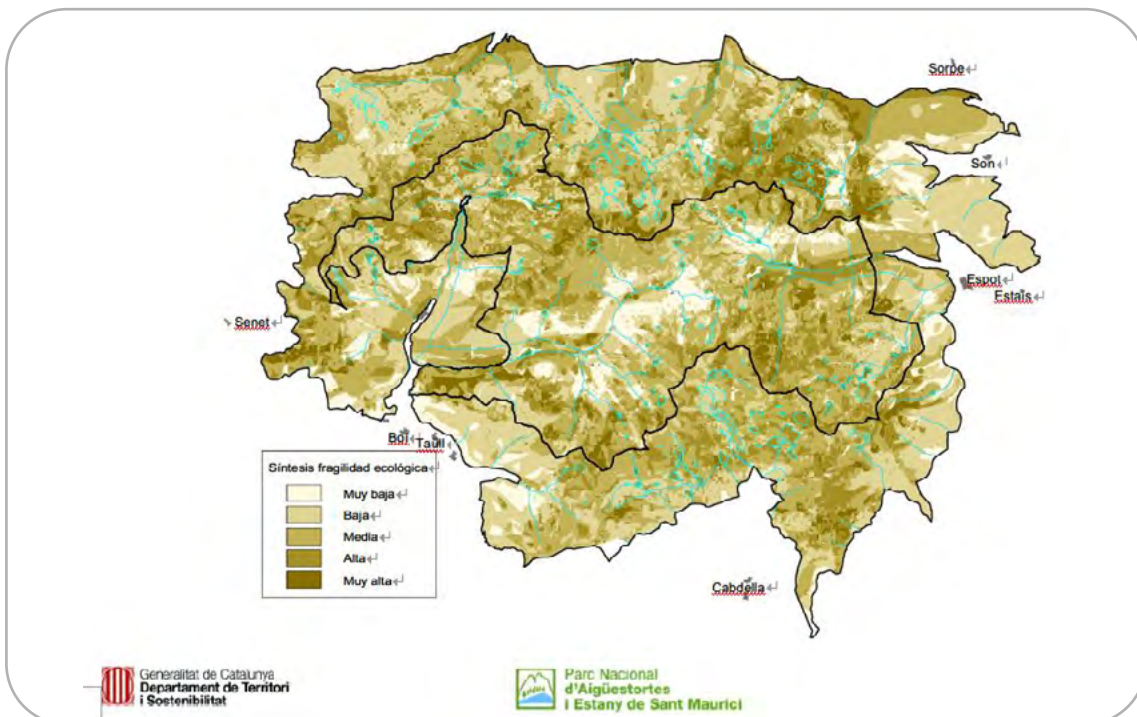 Sorpe
Son
Espot
Estaís
Senet
Boí
Taüll
Síntesis fragilidad ecológica
Muy baja
Baja
Media
Alta
Muy alta
Cabdella
Generalitat de Catalunya
Departament de Territori
i Sostenibilitat
Parc Nacional
d'Aigüestortes
i Estany de Sant Maurici